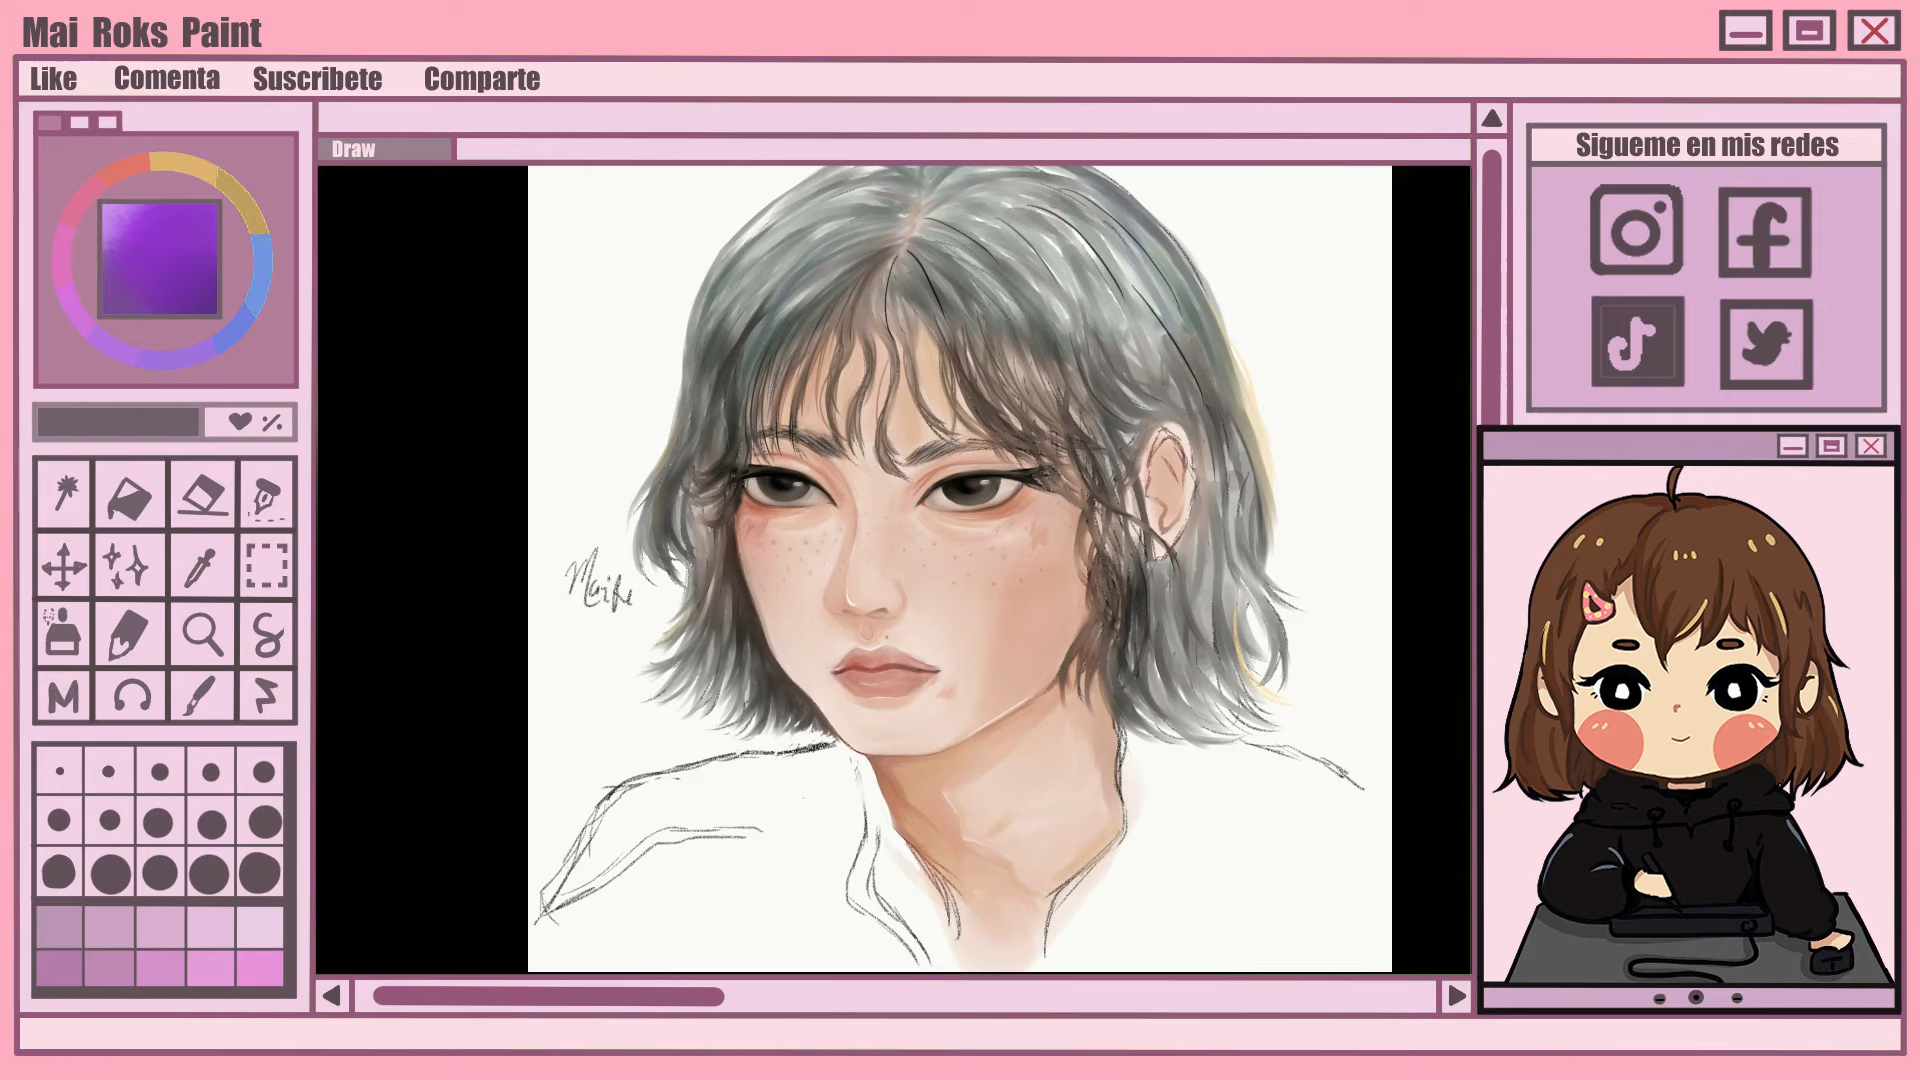 Mai Roks Paint
Like Comenta Suscribete Comparte
Draw
Sigueme en mis redes